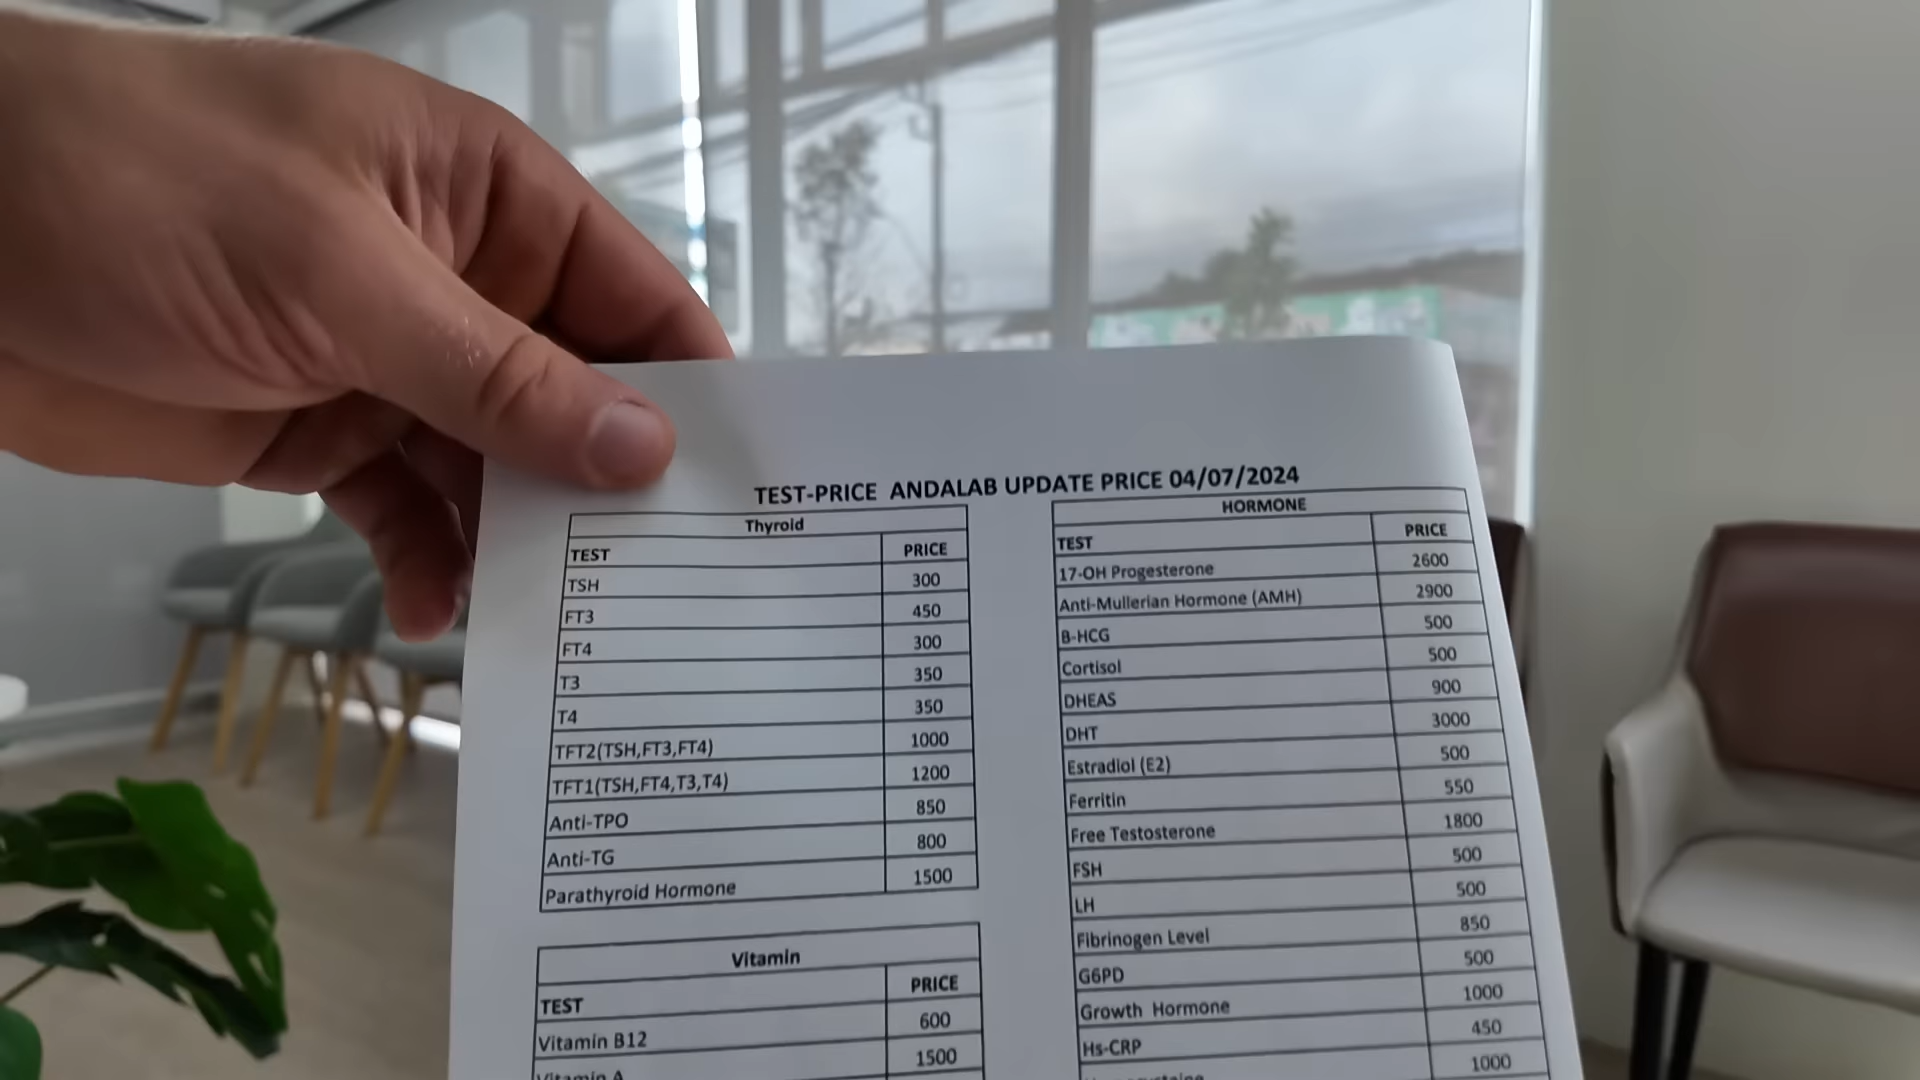 TEST-PRICE ANDALAB UPDATE PRICE 04/07/2024
Thyroid
TEST PRICE
TSH 300
FT3 450
FT4 300
T3 350
T4 350
TFT2(TSH,FT3,FT4) 1000
TFT1(TSH,FT4,T3,T4) 1200
Anti-TPO 850
Anti-TG 800
Parathyroid Hormone 1500
Vitamin
TEST PRICE
Vitamin B12 600
Vitamin A 1500
HORMONE
TEST PRICE
17-OH Progesterone 2600
Anti-Mullerian Hormone (AMH) 2900
B-HCG 500
Cortisol 500
DHEAS 900
DHT 3000
Estradiol (E2) 500
Ferritin 550
Free Testosterone 1800
FSH 500
LH 500
Fibrinogen Level 850
G6PD 500
Growth Hormone 1000
Hs-CRP 450
1000